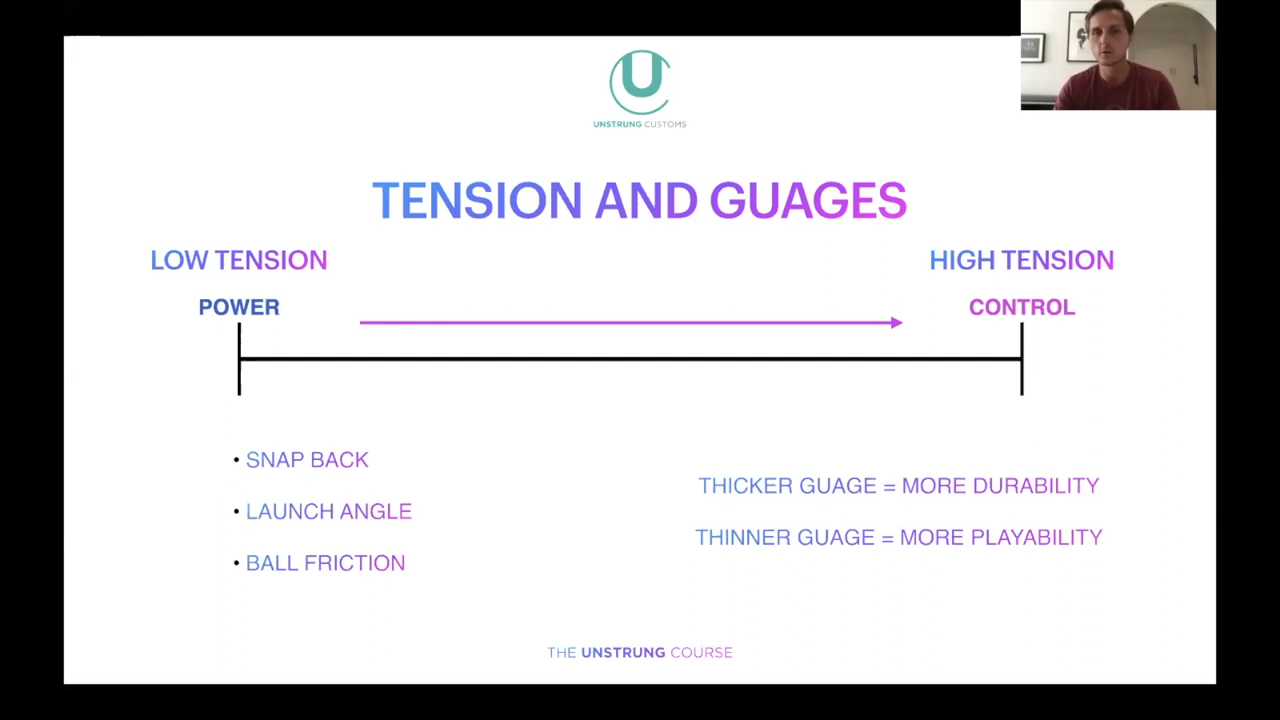 U
UNSTRUNG CUSTOMS
TENSION AND GUAGES
LOW TENSION
HIGH TENSION
POWER
CONTROL
• SNAP BACK
• LAUNCH ANGLE
• BALL FRICTION
THICKER GUAGE = MORE DURABILITY
THINNER GUAGE = MORE PLAYABILITY
THE UNSTRUNG COURSE